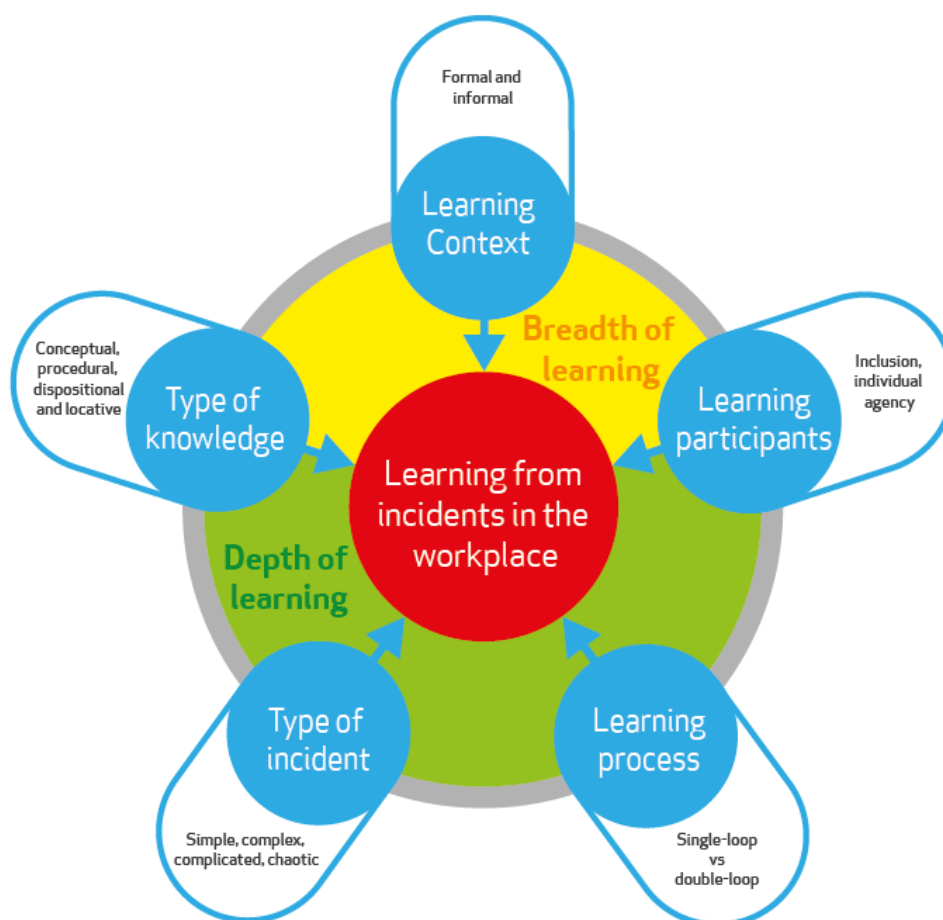 Formal and
informal
Learning
Context
Breadth of
learning
Conceptual,
procedural,
dispositional
and locative
Type of
knowledge
Learning
participants
Inclusion,
individual
agency
Learning from
incidents in the
workplace
Depth of
learning
Type of
incident
Simple, complex,
complicated, chaotic
Learning
process
Single-loop
vs
double-loop